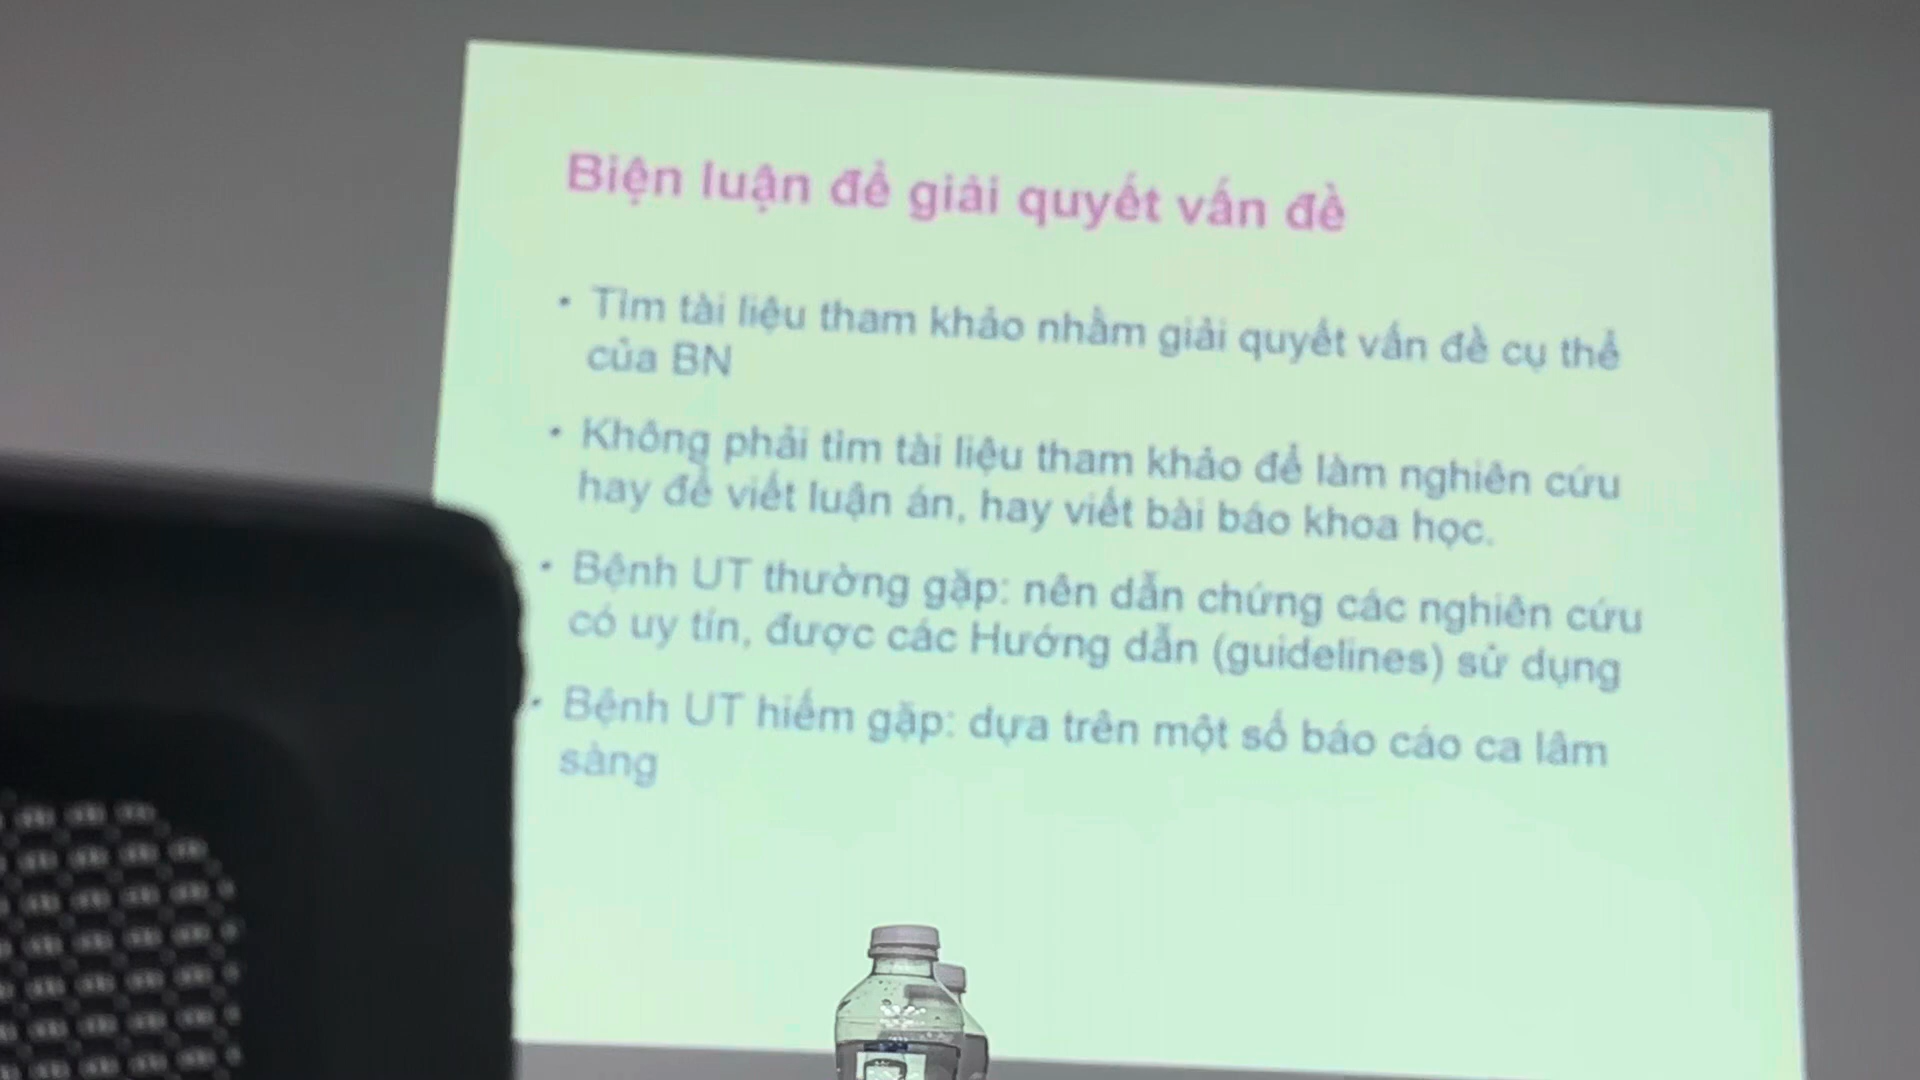 Biện luận để giải quyết vấn đề
• Tìm tài liệu tham khảo nhằm giải quyết vấn đề cụ thể
của BN
• Không phải tìm tài liệu tham khảo để làm nghiên cứu
hay để viết luận án, hay viết bài báo khoa học.
• Bệnh UT thường gặp: nên dẫn chứng các nghiên cứu
có uy tín, được các Hướng dẫn (guidelines) sử dụng
• Bệnh UT hiếm gặp: dựa trên một số báo cáo ca lâm
sàng